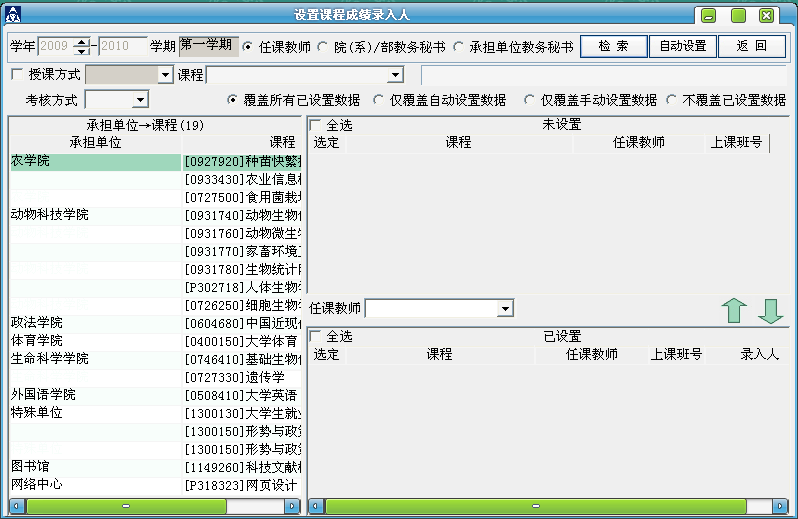 设置课程成绩录入人
学年 2009 - 2010 学期 第一学期 任课教师 院(系)/部教务秘书 承担单位教务秘书 检 索 自动设置 返 回
授课方式 课程
考核方式 覆盖所有已设置数据 仅覆盖自动设置数据 仅覆盖手动设置数据 不覆盖已设置数据
承担单位→课程(19)
承担单位 课程
农学院 [0927920]种苗快繁
[0933430]农业信息
[0727500]食用菌栽
动物科技学院 [0931740]动物生物
[0931760]动物微生
[0931770]家畜环境
[0931780]生物统计
[P302718]人体生物
[0726250]细胞生物
政法学院 [0604680]中国近现
体育学院 [0400150]大学体育
生命科学学院 [0746410]基础生物
[0727330]遗传学
外国语学院 [0508410]大学英语
特殊单位 [1300130]大学生就
[1300150]形势与政
[1300150]形势与政
图书馆 [1149260]科技文献
网络中心 [P318323]网页设计
全选 未设置
选定 课程 任课教师 上课班号
任课教师
全选 已设置
选定 课程 任课教师 上课班号 录入人